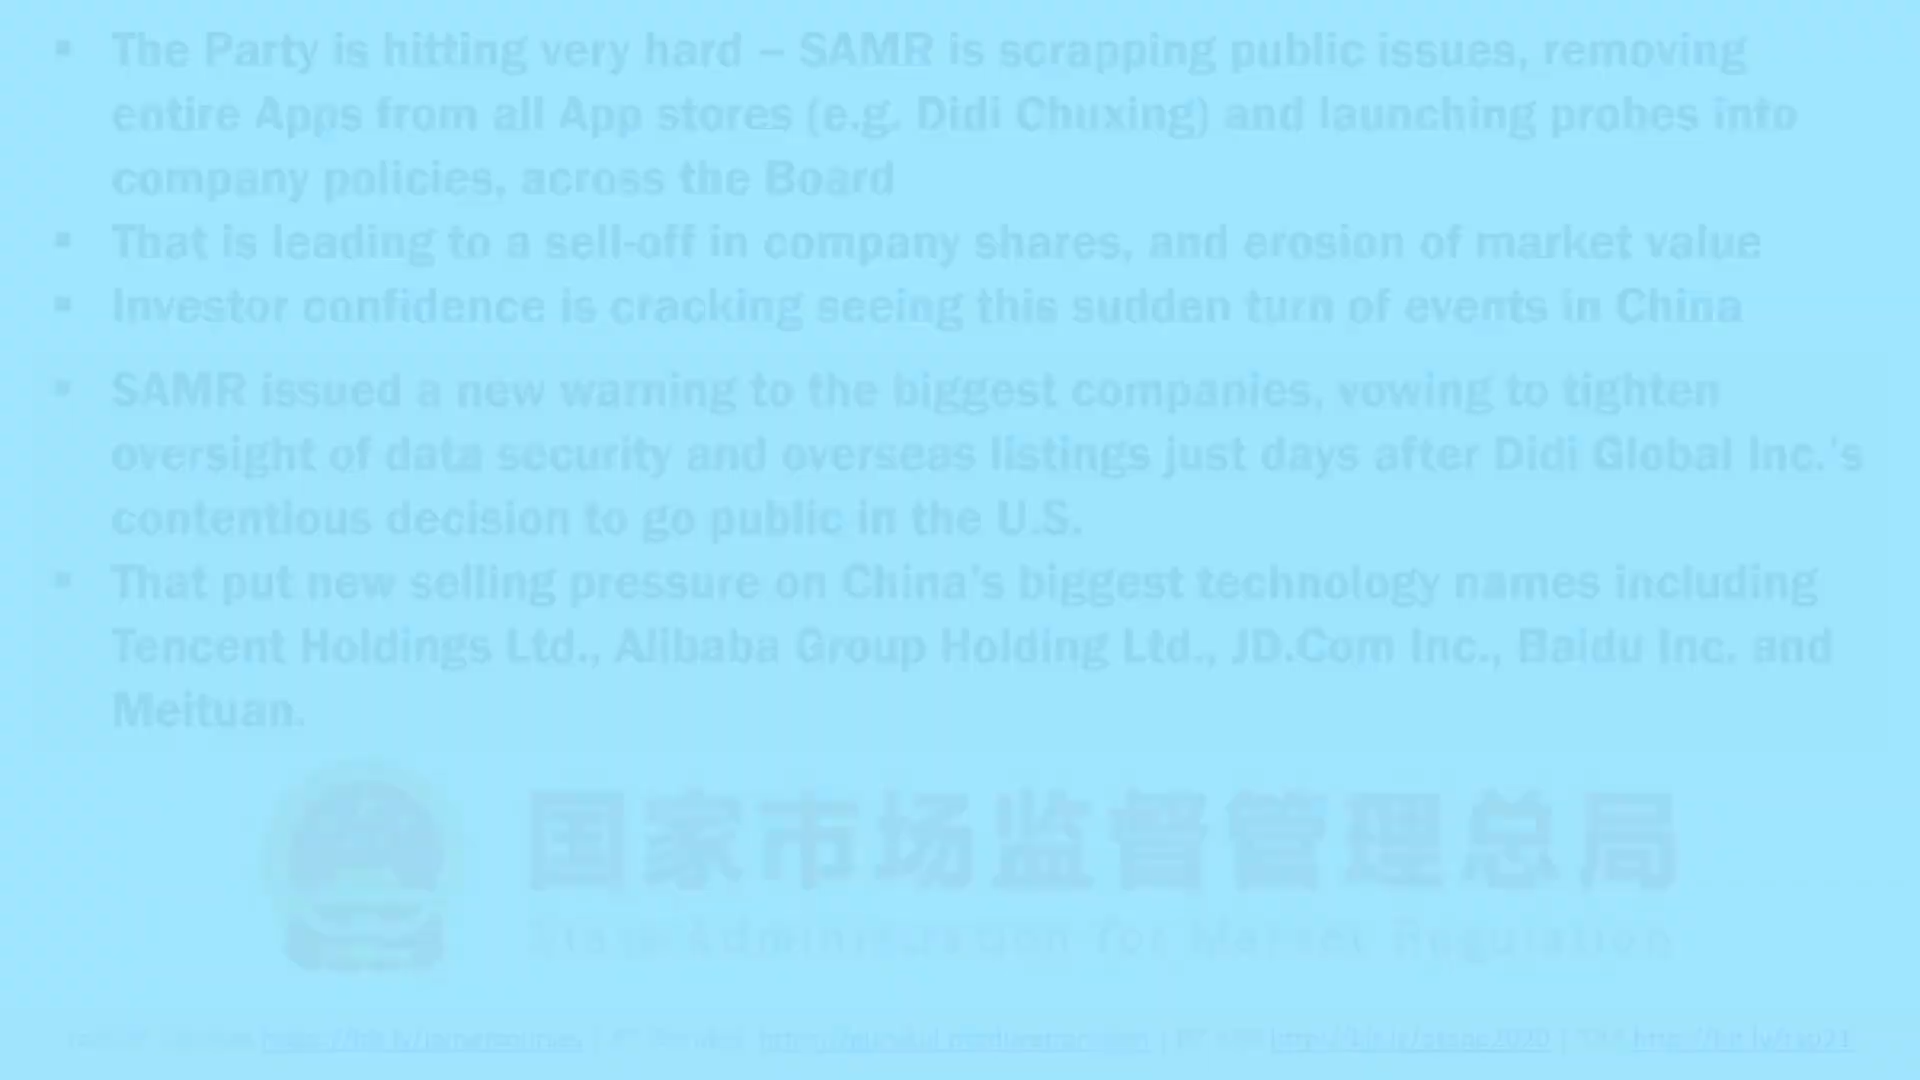 ▪ The Party is hitting very hard – SAMR is scrapping public issues, removing
entire Apps from all App stores (e.g. Didi Chuxing) and launching probes into
company policies, across the Board
▪ That is leading to a sell-off in company shares, and erosion of market value
▪ Investor confidence is cracking seeing this sudden turn of events in China
▪ SAMR issued a new warning to the biggest companies, vowing to tighten
oversight of data security and overseas listings just days after Didi Global Inc.'s
contentious decision to go public in the U.S.
▪ That put new selling pressure on China's biggest technology names including
Tencent Holdings Ltd., Alibaba Group Holding Ltd., JD.Com Inc., Baidu Inc. and
Meituan.
国家市场监督管理总局
State Administration for Market Regulation